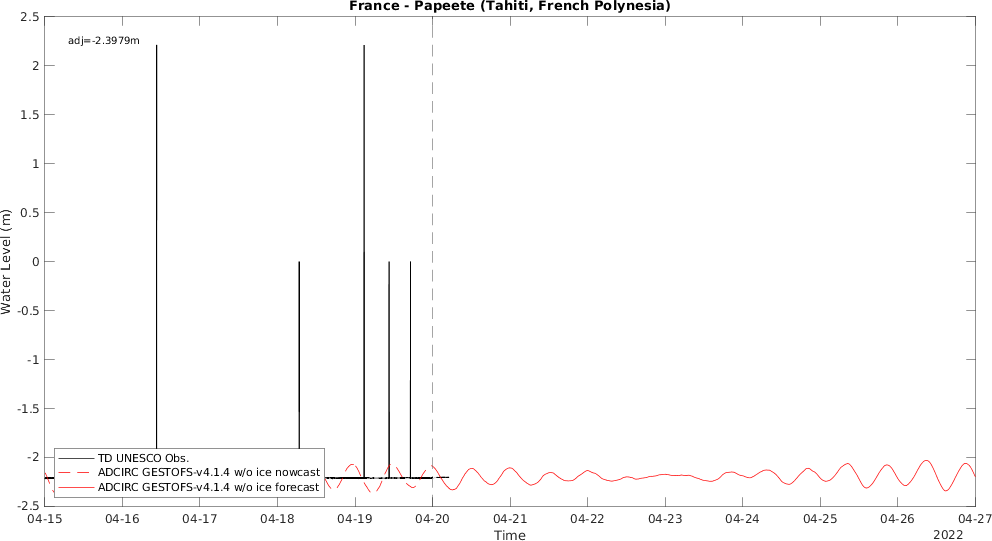 France - Papeete (Tahiti, French Polynesia)
adj=-2.3979m
Water Level (m)
2.5
2
1.5
1
0.5
0
-0.5
-1
-1.5
-2
-2.5
TD UNESCO Obs.
ADCIRC GESTOFS-v4.1.4 w/o ice nowcast
ADCIRC GESTOFS-v4.1.4 w/o ice forecast
04-15 04-16 04-17 04-18 04-19 04-20 04-21 04-22 04-23 04-24 04-25 04-26 04-27
Time
2022